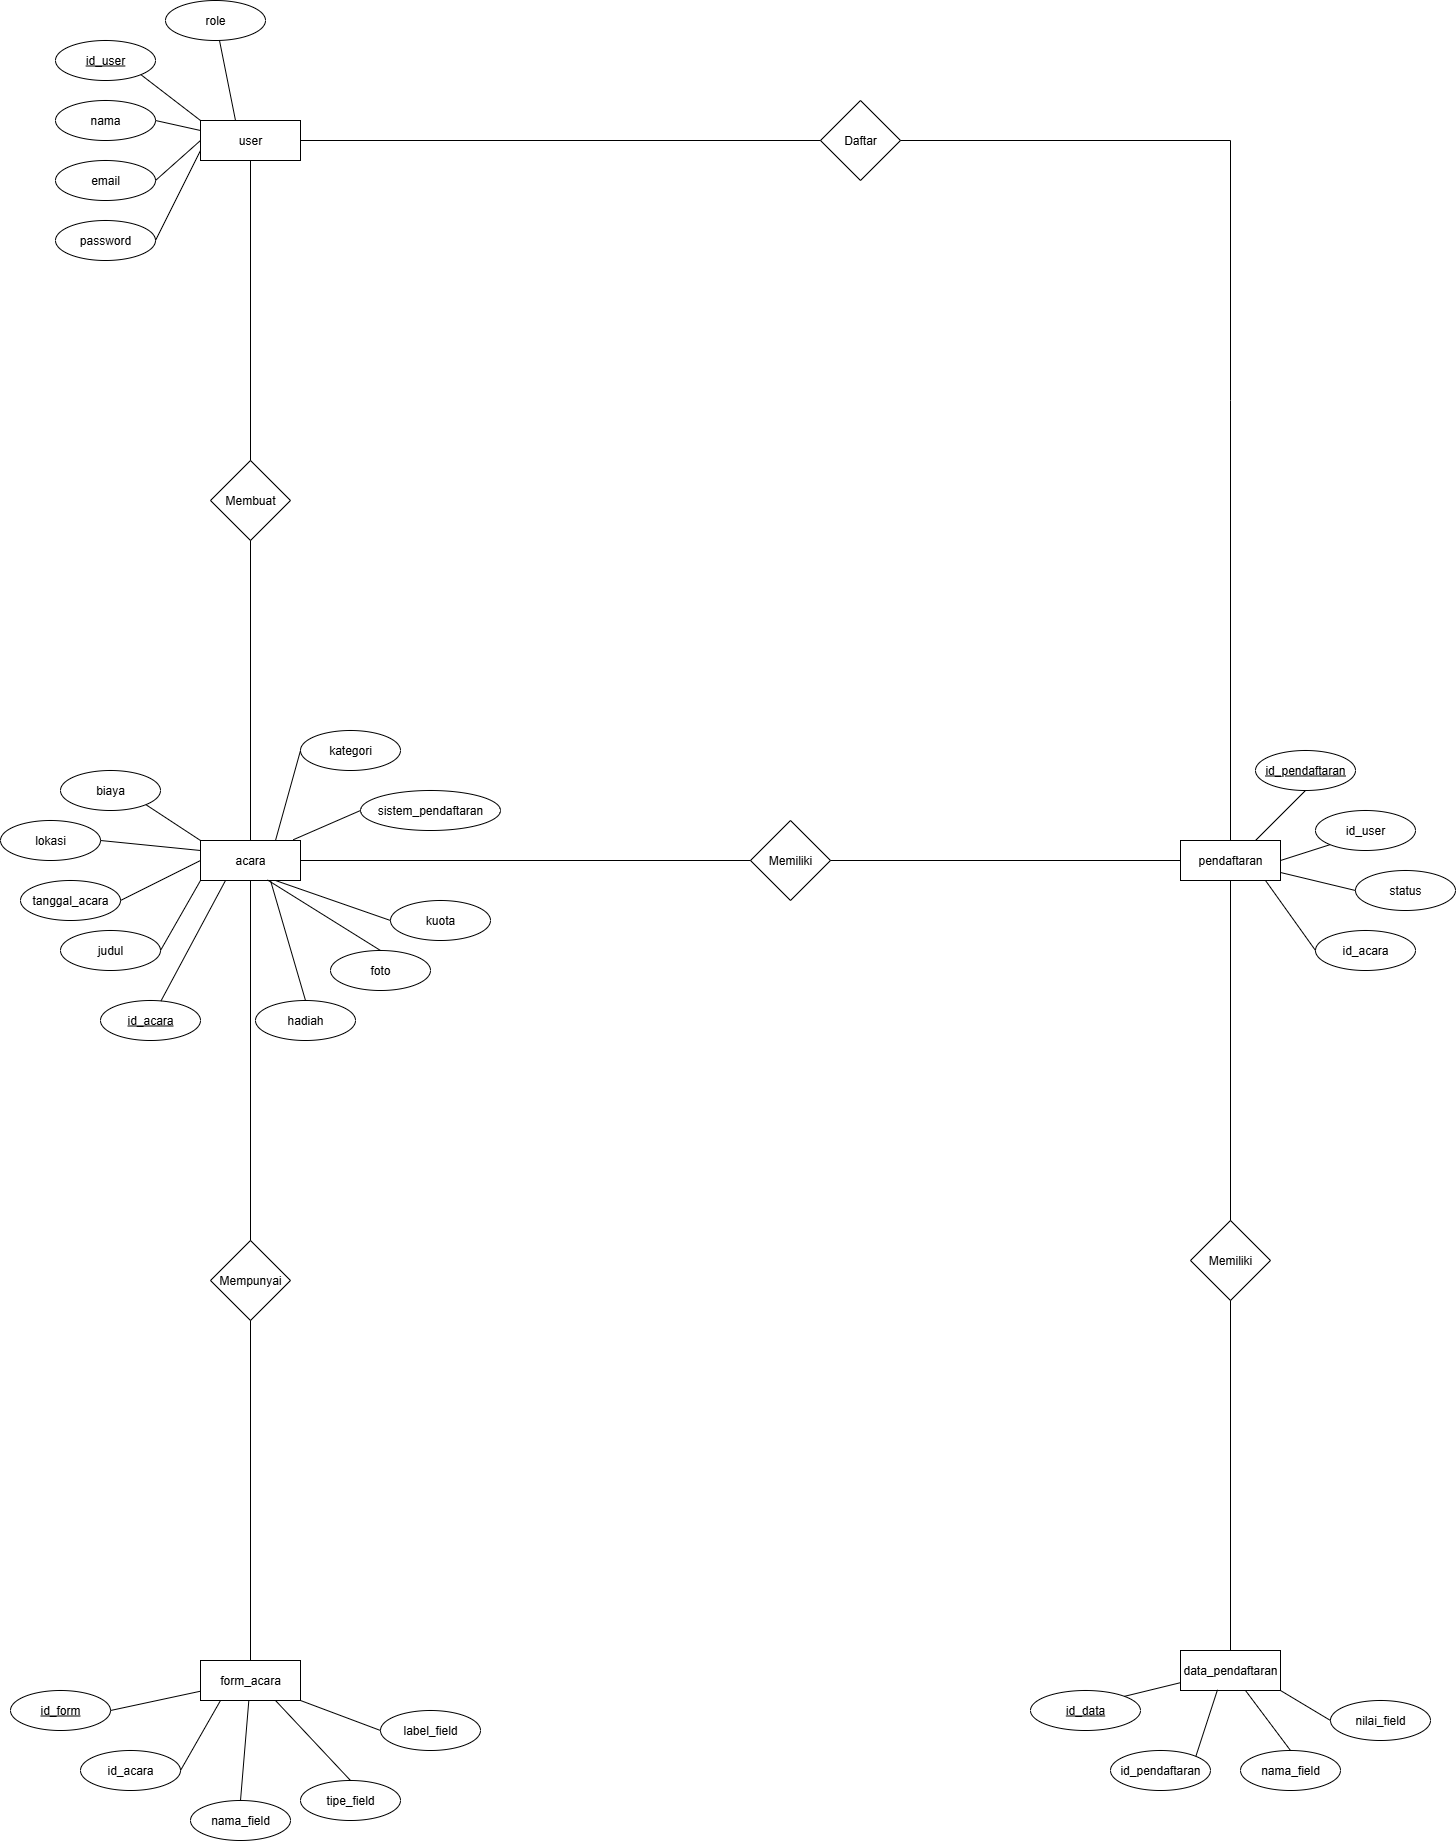 role
id_user
nama
user
Daftar
email
password
Membuat
kategori
biaya
id_pendaftaran
sistem_pendaftaran
lokasi
id_user
acara
Memiliki
pendaftaran
tanggal_acara
status
kuota
judul
id_acara
foto
id_acara
hadiah
Memiliki
Mempunyai
form_acara
data_pendaftaran
id_form
id_data
nilai_field
label_field
id_acara
id_pendaftaran
nama_field
tipe_field
nama_field